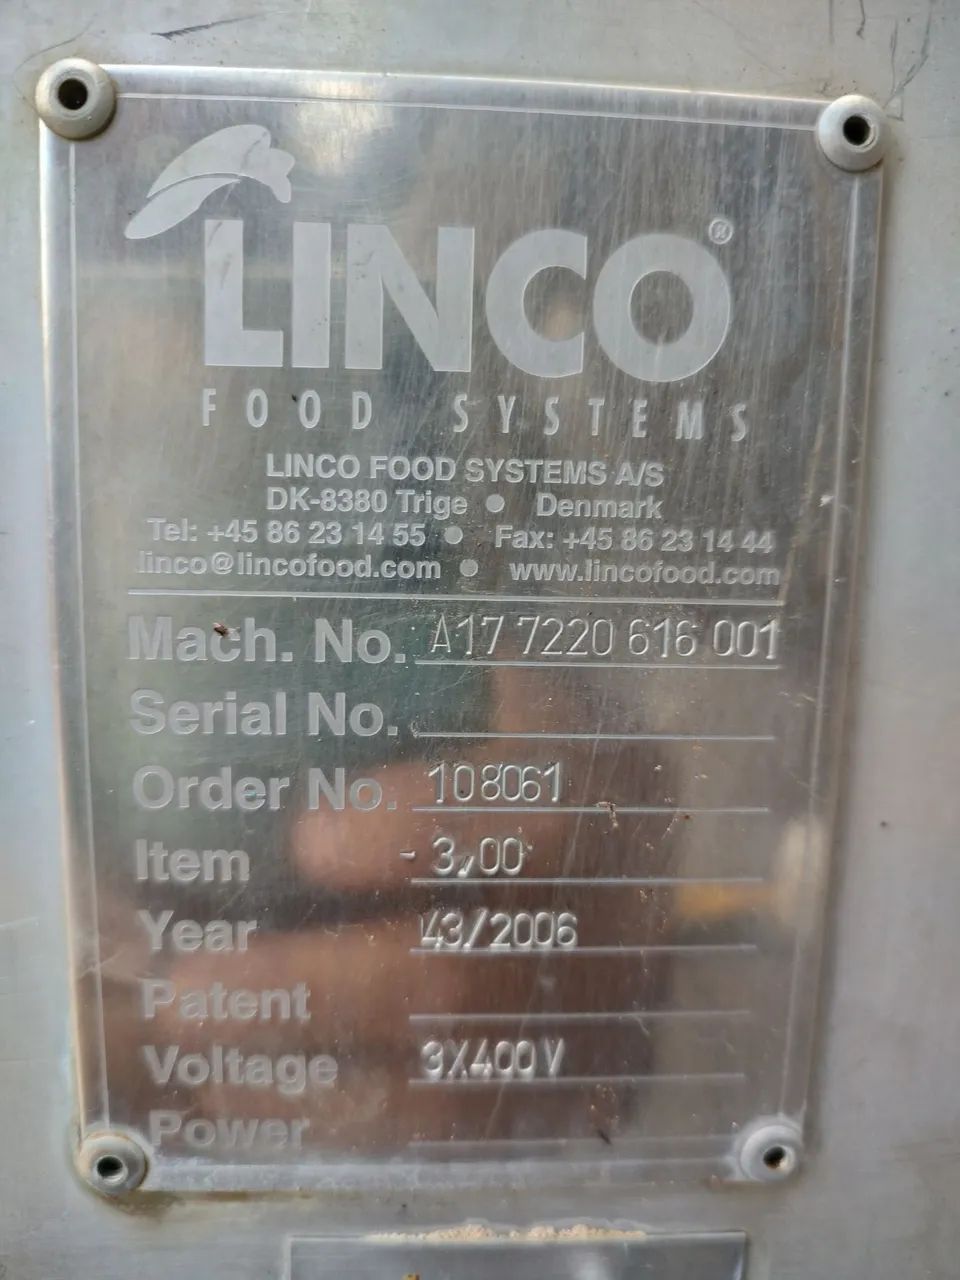 LINCO®
FOOD SYSTEMS
LINCO FOOD SYSTEMS A/S
DK-8380 Trige • Denmark
Tel: +45 86 23 14 55 • Fax: +45 86 23 14 44
linco@lincofood.com • www.lincofood.com
Mach. No. A17 7220 616 001
Serial No.
Order No. 108061
Item - 3,00
Year 43/2006
Patent
Voltage 3X400V
Power